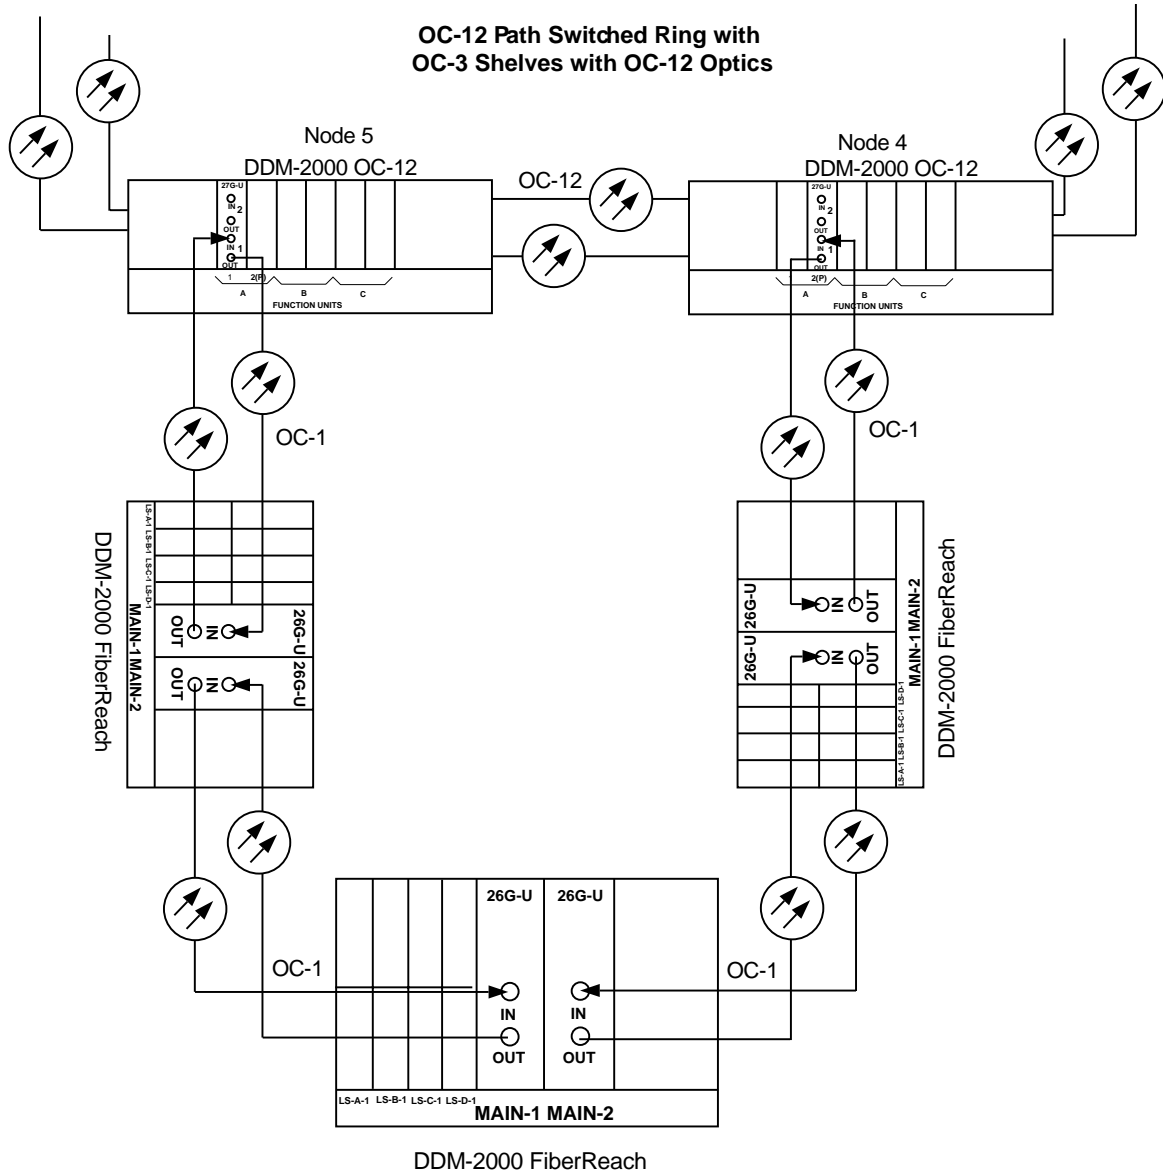 OC-12 Path Switched Ring with
OC-3 Shelves with OC-12 Optics
Node 5
DDM-2000 OC-12
27G-U
IN 2
OUT
IN 1
OUT
1 2(P)
A B C
FUNCTION UNITS
OC-12
Node 4
DDM-2000 OC-12
27G-U
IN 2
OUT
IN 1
OUT
2(P)
A B C
FUNCTION UNITS
OC-1
OC-1
DDM-2000 FiberReach
LS-A-1 LS-B-1 LS-C-1 LS-D-1
MAIN-1 MAIN-2
OUT IN 26G-U
OUT IN 26G-U
26G-U IN OUT
26G-U IN OUT
MAIN-1 MAIN-2
LS-A-1 LS-B-1 LS-C-1 LS-D-1
DDM-2000 FiberReach
OC-1
OC-1
26G-U 26G-U
IN IN
OUT OUT
LS-A-1 LS-B-1 LS-C-1 LS-D-1
MAIN-1 MAIN-2
DDM-2000 FiberReach